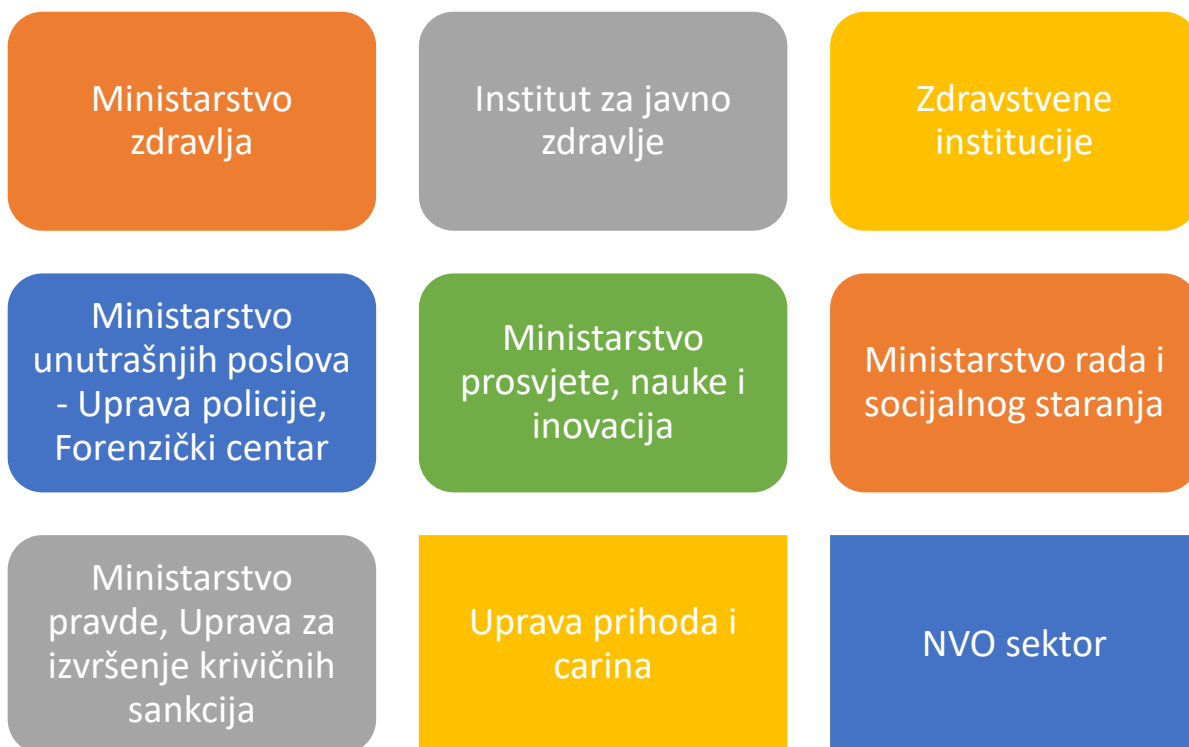 Ministarstvo
zdravlja
Institut za javno
zdravlje
Zdravstvene
institucije
Ministarstvo
unutrašnjih poslova
- Uprava policije,
Forenzički centar
Ministarstvo
prosvjete, nauke i
inovacija
Ministarstvo rada i
socijalnog staranja
Ministarstvo
pravde, Uprava za
izvršenje krivičnih
sankcija
Uprava prihoda i
carina
NVO sektor